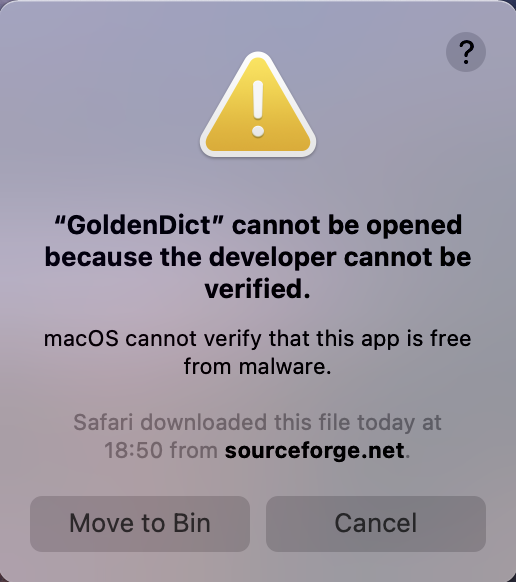 ?
“GoldenDict” cannot be opened
because the developer cannot be
verified.
macOS cannot verify that this app is free
from malware.
Safari downloaded this file today at
18:50 from sourceforge.net.
Move to Bin
Cancel